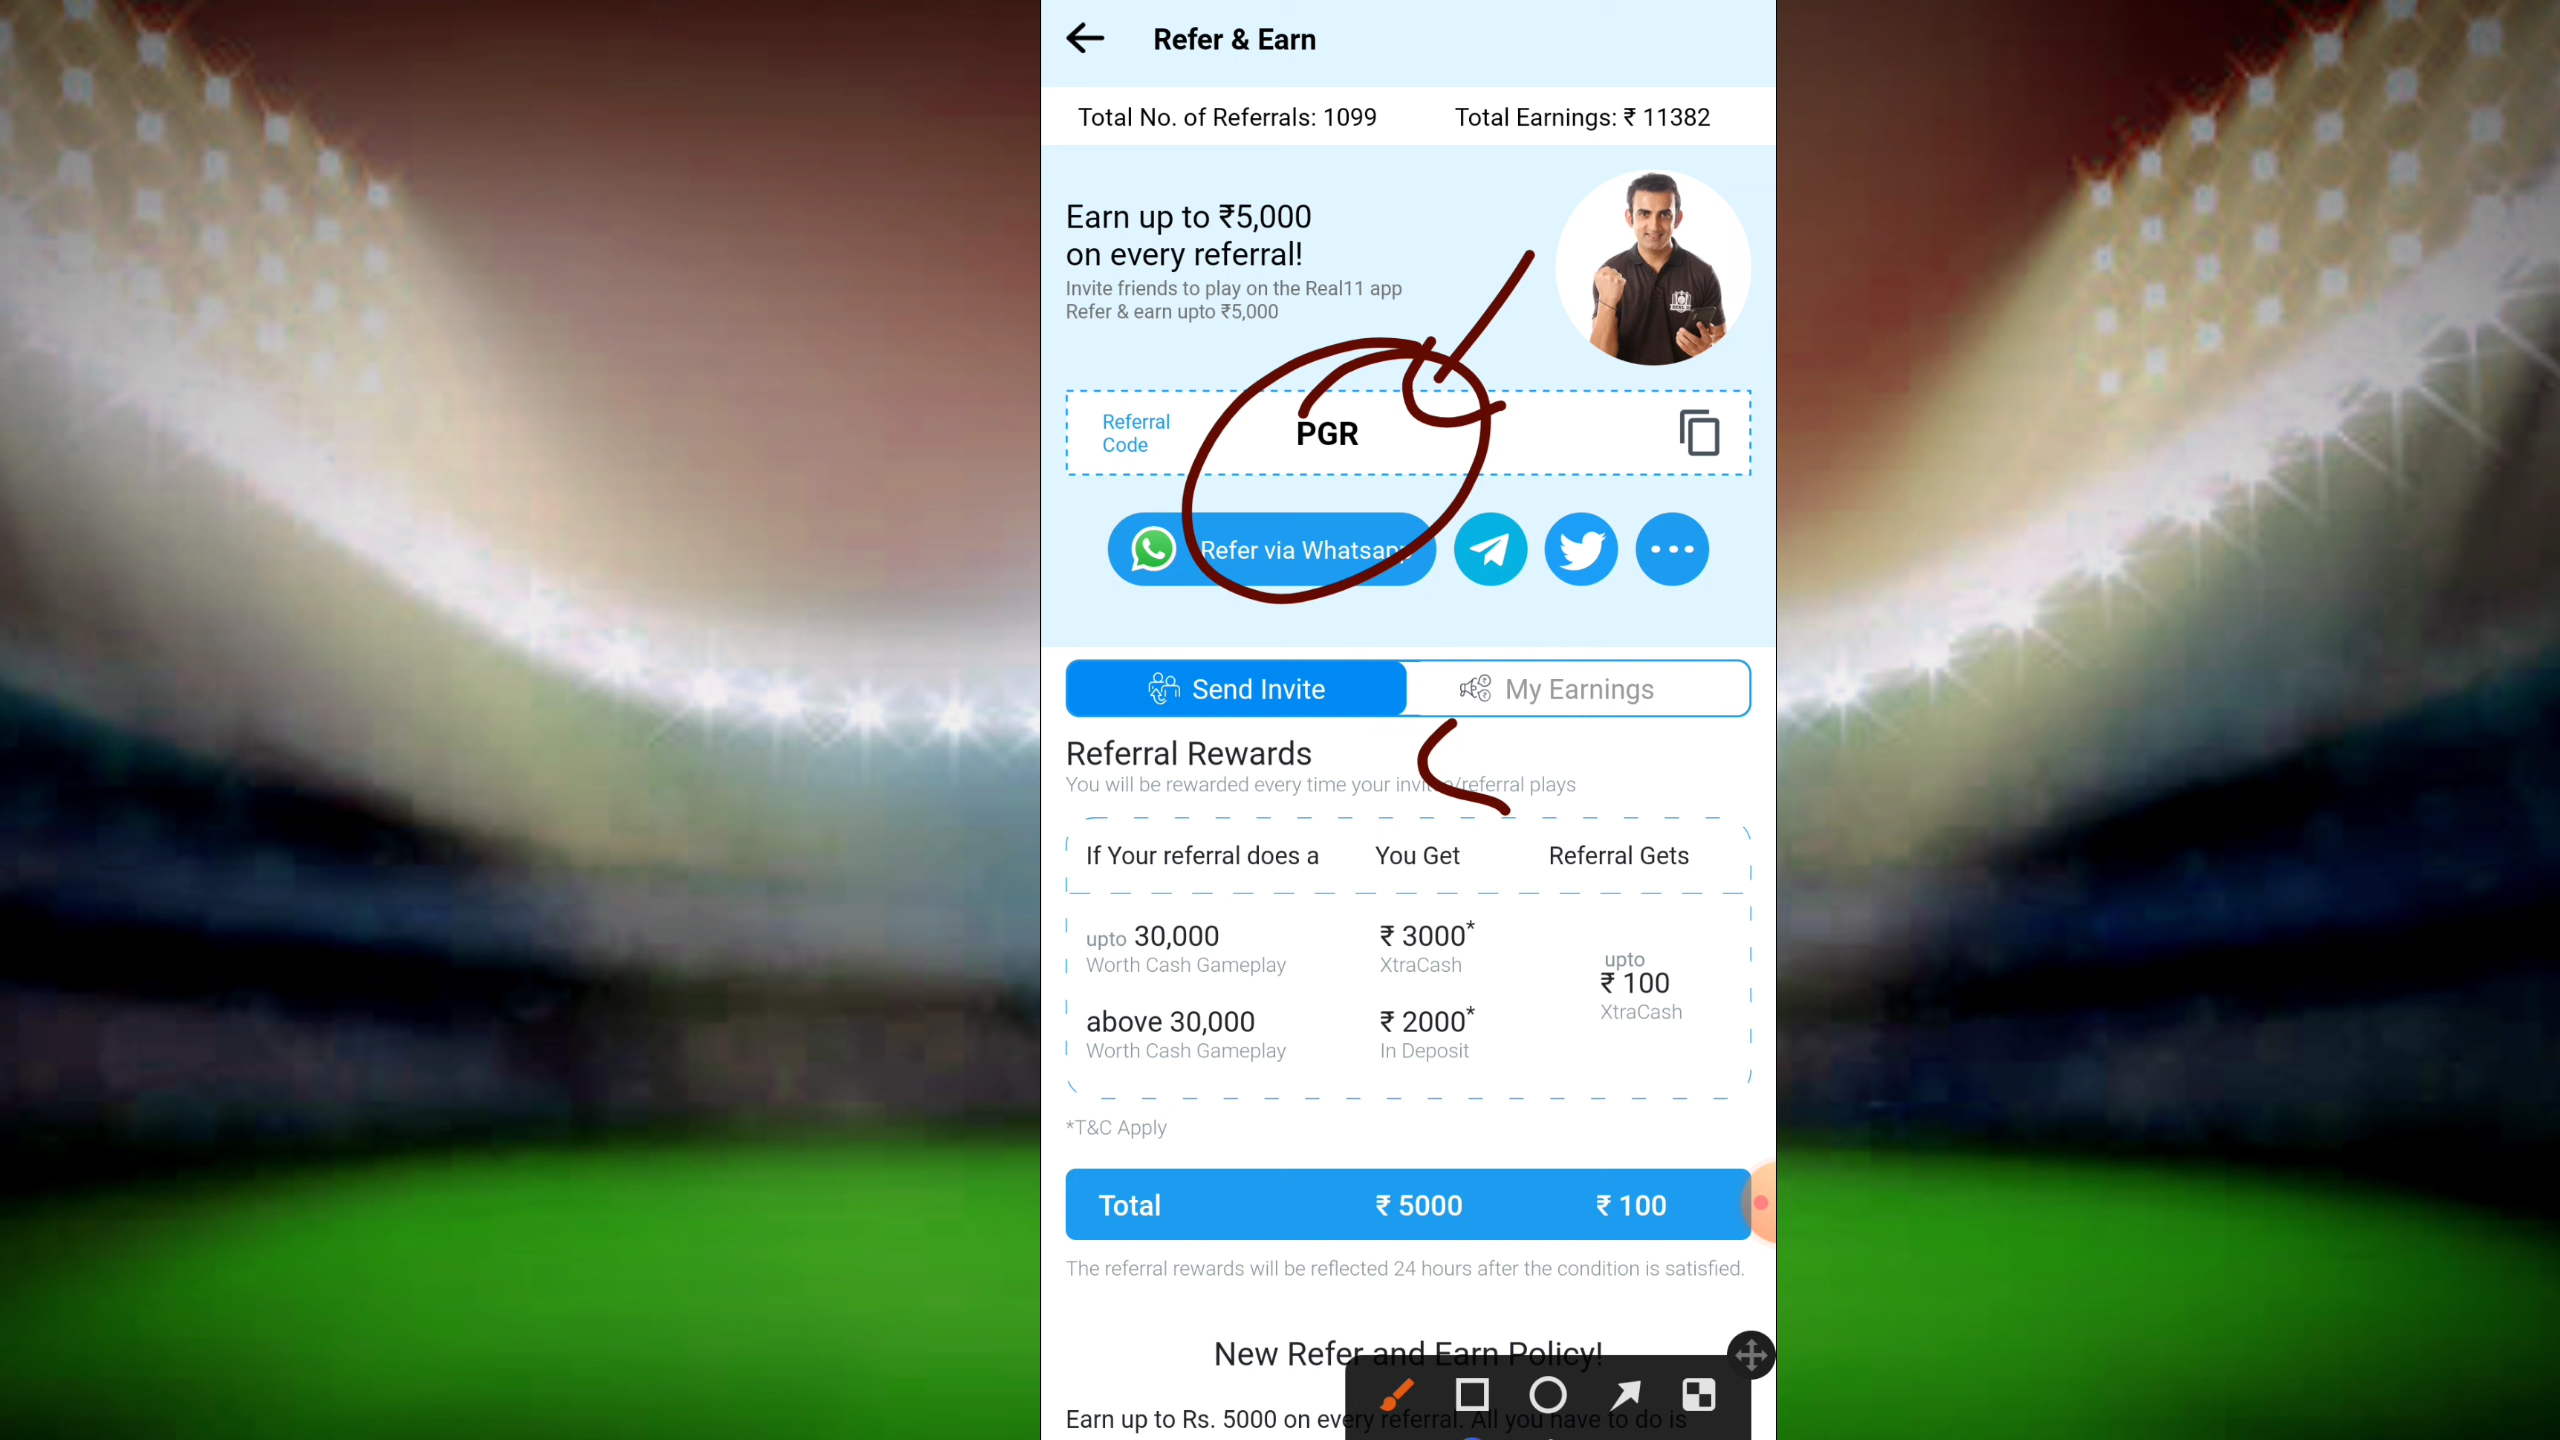 Refer & Earn
Total No. of Referrals: 1099 Total Earnings: ₹ 11382
Earn up to ₹5,000
on every referral!
Invite friends to play on the Real11 app
Refer & earn upto ₹5,000
Referral
Code
PGR
Refer via Whatsapp
Send Invite My Earnings
Referral Rewards
You will be rewarded every time your invitee/referral plays
If Your referral does a You Get Referral Gets
upto 30,000 ₹ 3000*
Worth Cash Gameplay XtraCash
upto
₹ 100
XtraCash
above 30,000 ₹ 2000*
Worth Cash Gameplay In Deposit
*T&C Apply
Total ₹ 5000 ₹ 100
The referral rewards will be reflected 24 hours after the condition is satisfied.
New Refer and Earn Policy!
Earn up to Rs. 5000 on every referral. All you have to do is